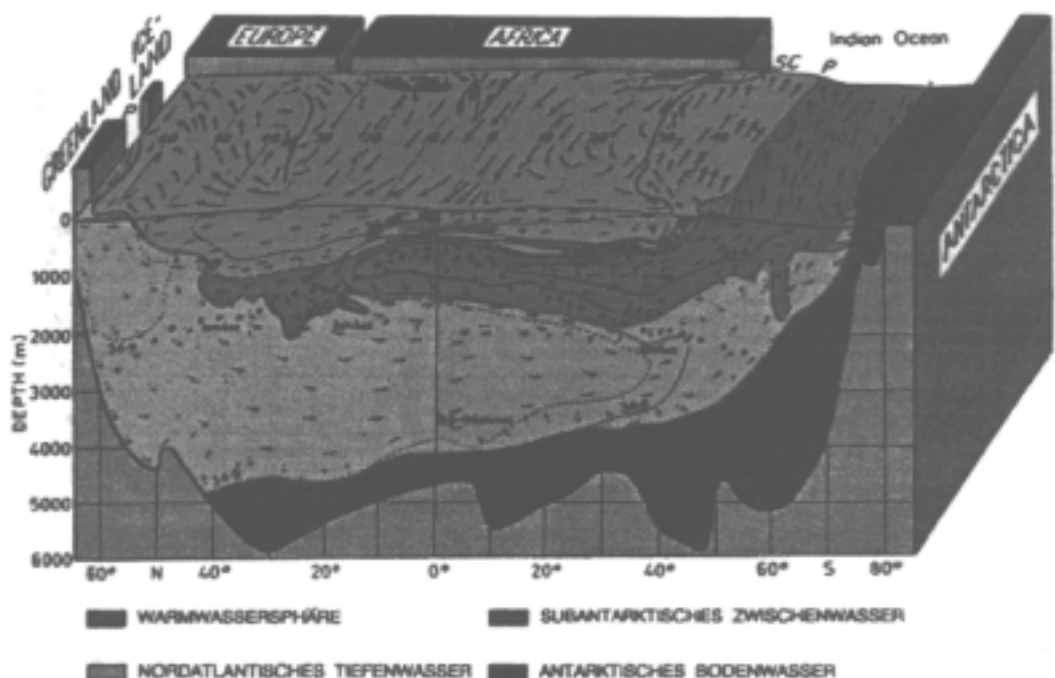 GREENLAND
ICE-
LAND
EUROPE
AFRICA
Indian Ocean
SC P
ANTARCTICA
0
1000
2000
3000
4000
5000
6000
DEPTH (m)
60° N 40° 20° 0° 20° 40° 60° S 80°
WARMWASSERSPHÄRE SUBANTARKTISCHES ZWISCHENWASSER
NORDATLANTISCHES TIEFENWASSER ANTARKTISCHES BODENWASSER